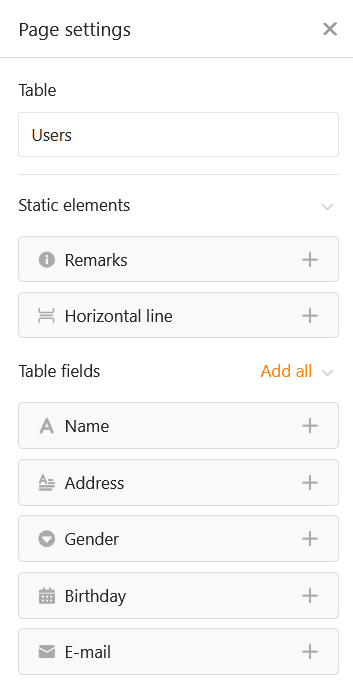 Page settings
Table
Users
Static elements
Remarks
Horizontal line
Table fields
Add all
Name
Address
Gender
Birthday
E-mail